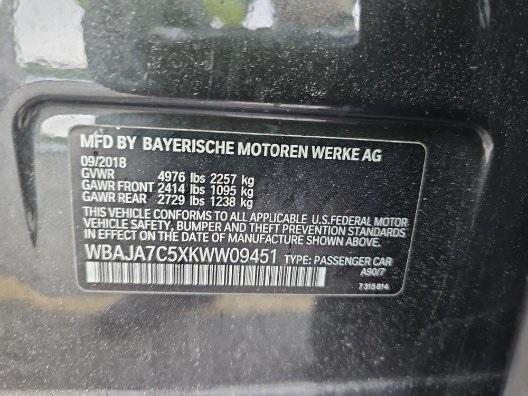 MFD BY BAYERISCHE MOTOREN WERKE AG
09/2018
GVWR 4976 lbs 2257 kg
GAWR FRONT 2414 lbs 1095 kg
GAWR REAR 2729 lbs 1238 kg
THIS VEHICLE CONFORMS TO ALL APPLICABLE U.S.FEDERAL MOTOR
VEHICLE SAFETY, BUMPER AND THEFT PREVENTION STANDARDS
IN EFFECT ON THE DATE OF MANUFACTURE SHOWN ABOVE.
WBAJA7C5XKWW09451 TYPE: PASSENGER CAR
A90/7
7 315 814